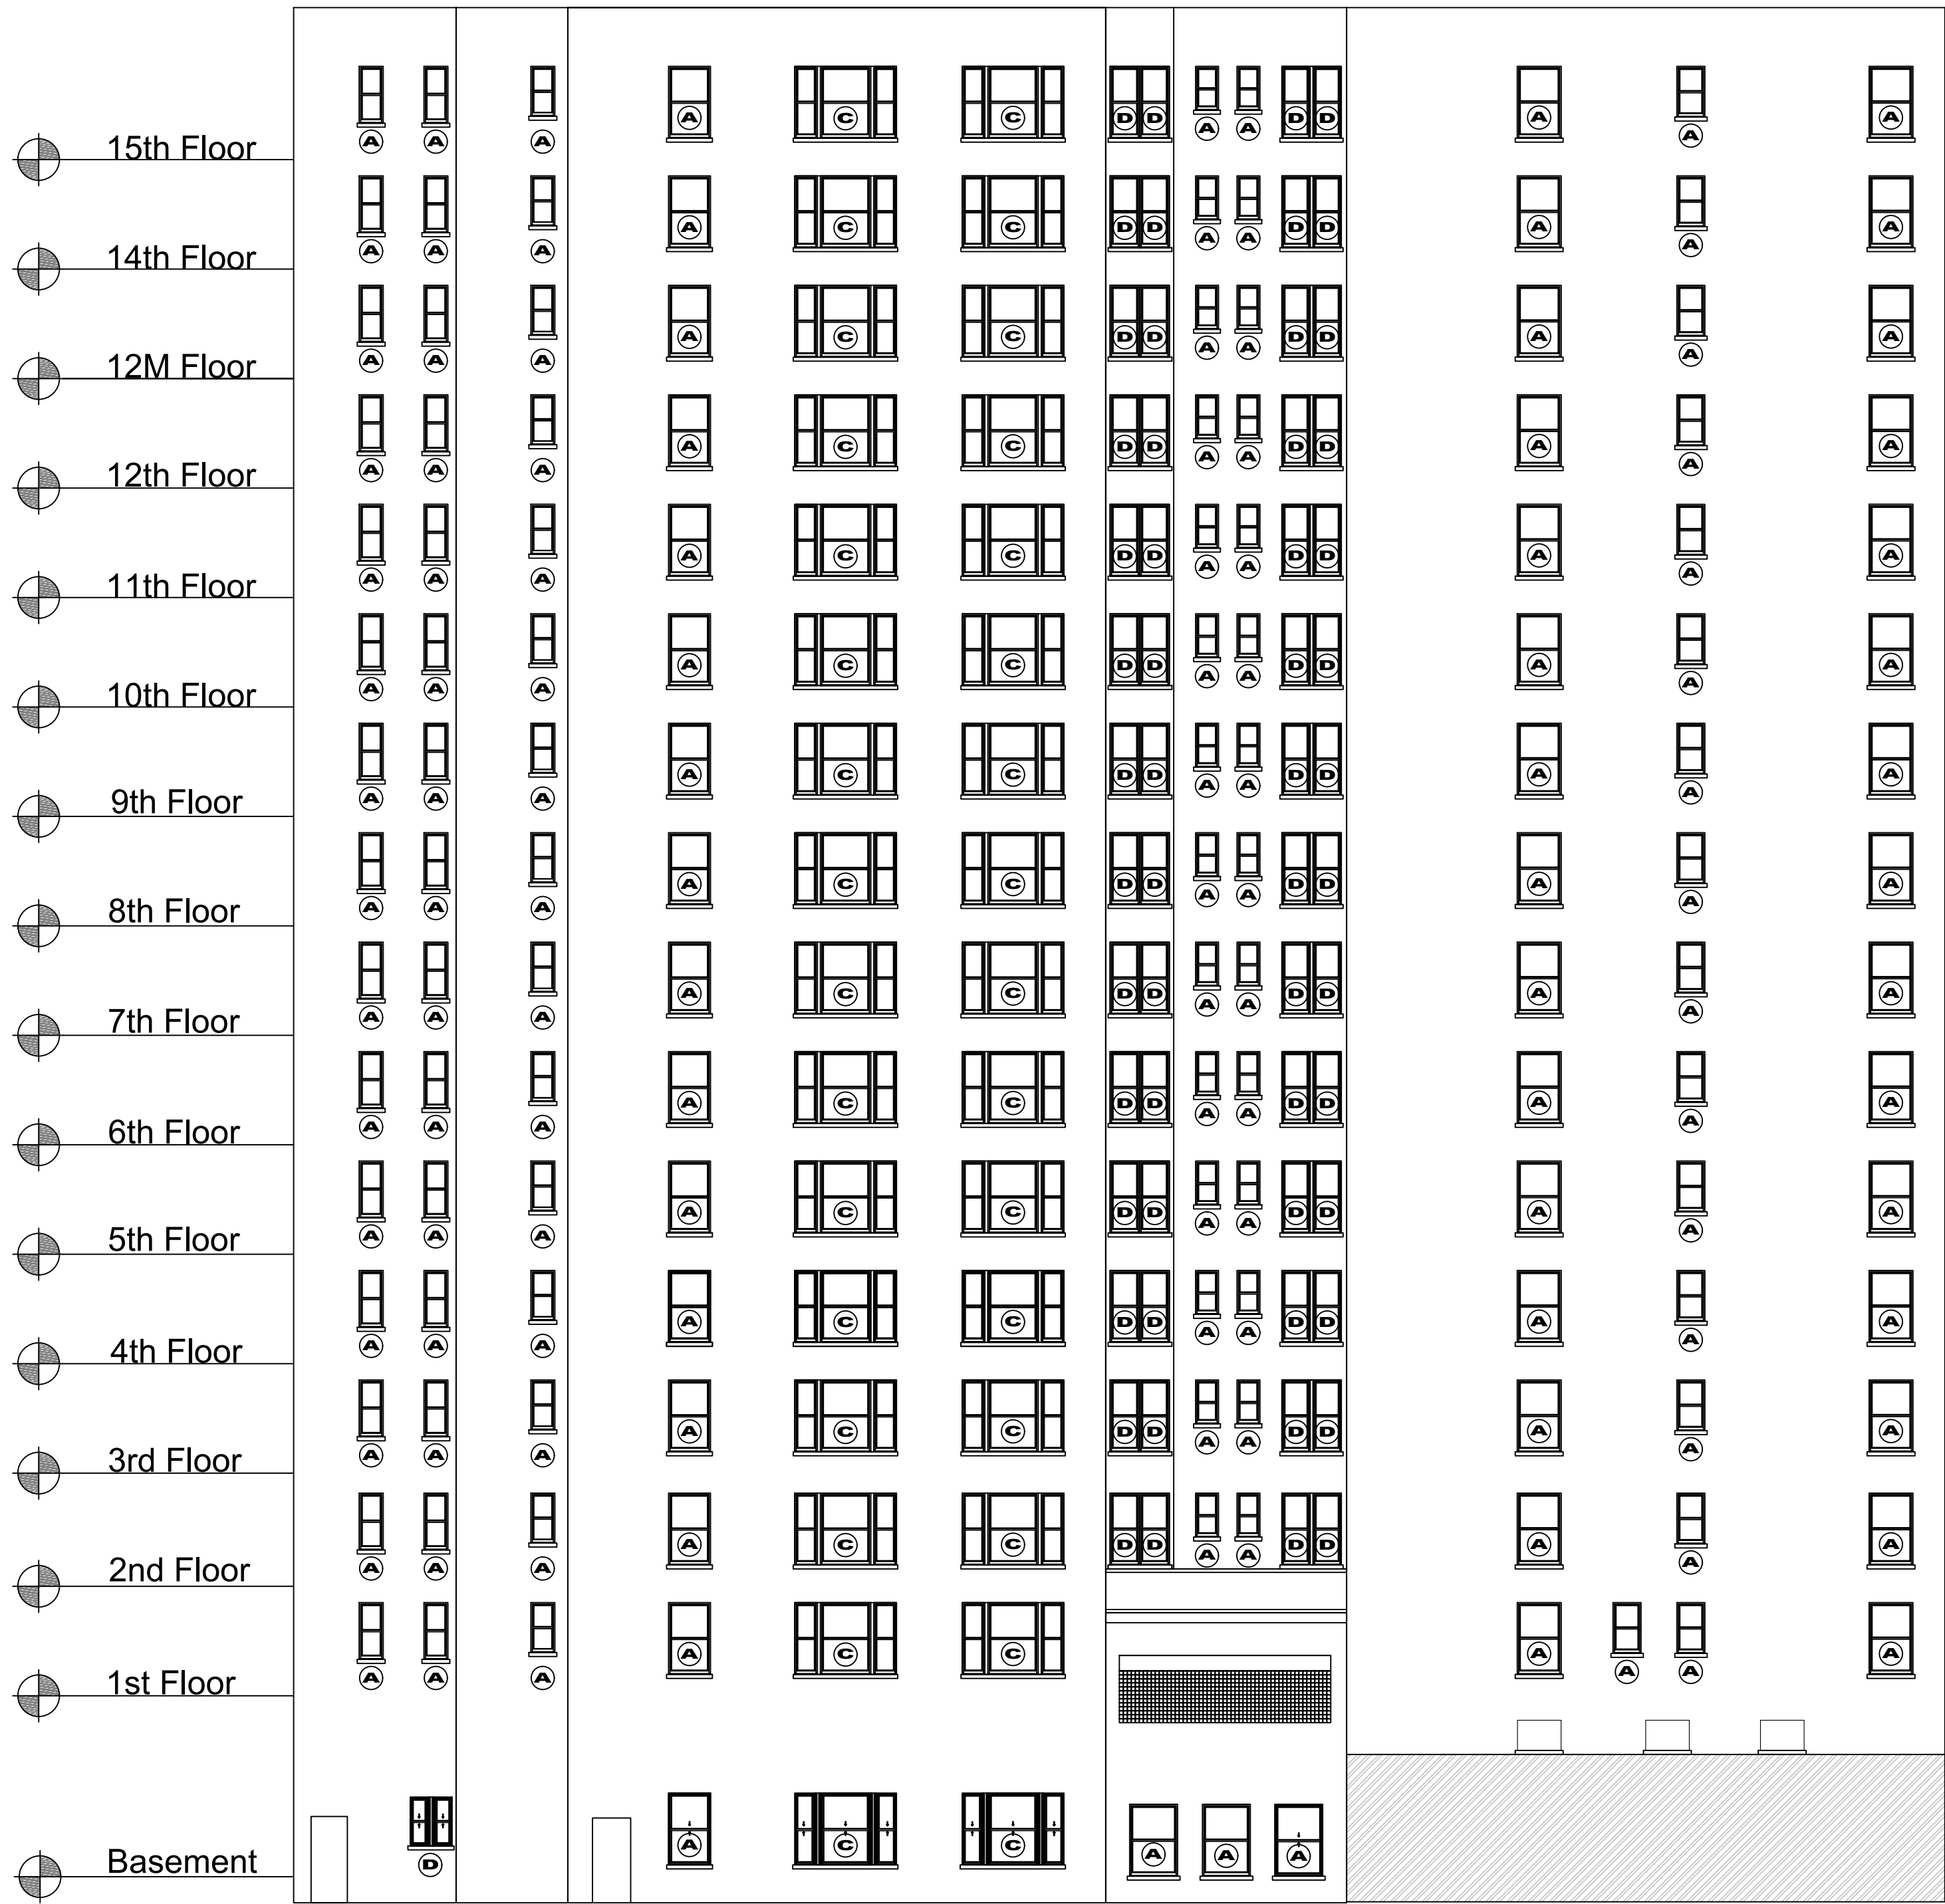 15th Floor A A A A C C D D A A D D A A A
14th Floor A A A A C C D D A A D D A A A
12M Floor A A A A C C D D A A D D A A A
12th Floor A A A A C C D D A A D D A A A
11th Floor A A A A C C D D A A D D A A A
10th Floor A A A A C C D D A A D D A A A
9th Floor A A A A C C D D A A D D A A A
8th Floor A A A A C C D D A A D D A A A
7th Floor A A A A C C D D A A D D A A A
6th Floor A A A A C C D D A A D D A A A
5th Floor A A A A C C D D A A D D A A A
4th Floor A A A A C C D D A A D D A A A
3rd Floor A A A A C C D D A A D D A A A
2nd Floor A A A A C C D D A A D D A A A
1st Floor A A A A C C A A A A
Basement D A C C A A A